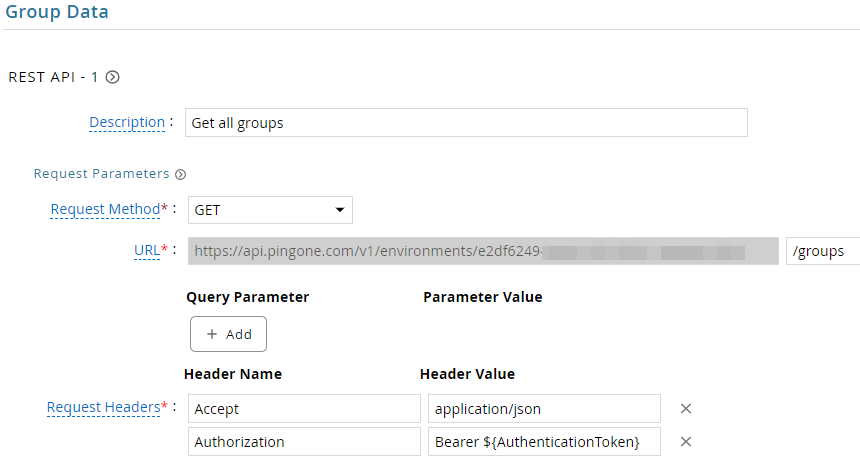 Group Data
REST API - 1
Description :
Get all groups
Request Parameters
Request Method* :
GET
URL* :
https://api.pingone.com/v1/environments/e2df6249-
/groups
Query Parameter Parameter Value
+ Add
Header Name Header Value
Request Headers* :
Accept application/json
Authorization Bearer ${AuthenticationToken}